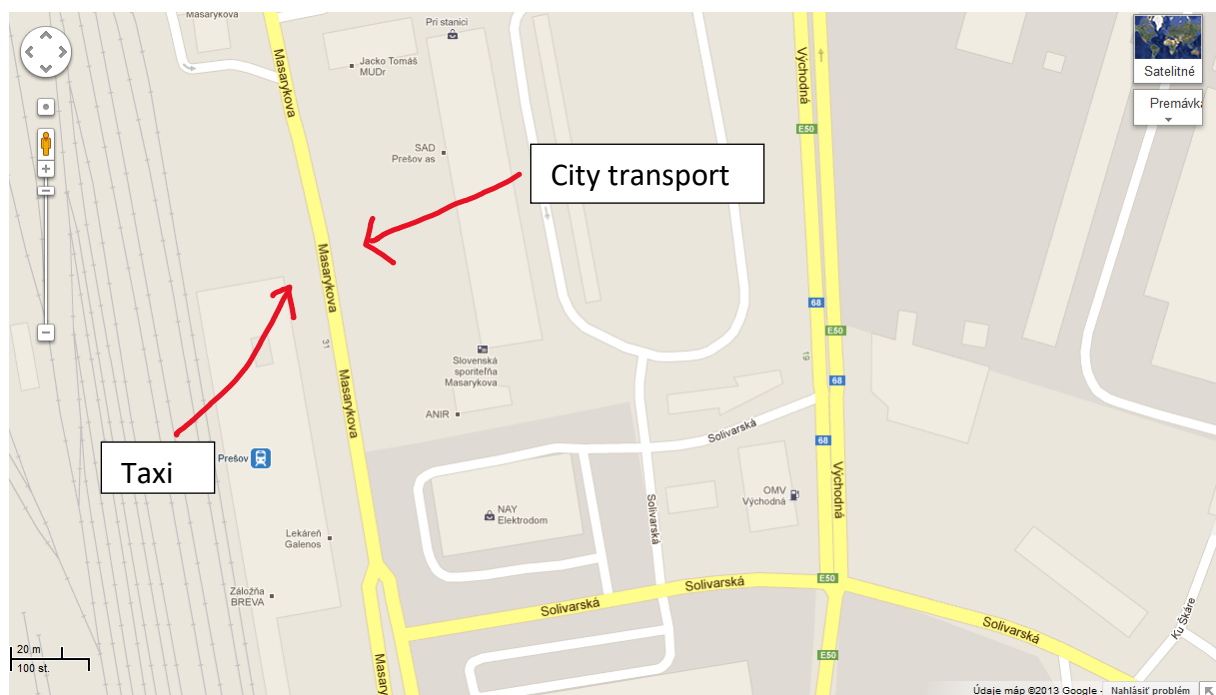 Masarykova
Pri stanici
Masarykova
Jacko Tomáš
MUDr
Východná
Satelitné
Premávka
E50
SAD
Prešov as
City transport
Masarykova
68
E50
31
19
Slovenská
sporiteľňa
Masarykova
Masarykova
68
ANIR
Solivarská
68
Taxi
Prešov
Východná
OMV
Východná
Solivarská
NAY
Elektrodom
Lekáreň
Galenos
Záložňa
BREVA
E50
Solivarská
Solivarská
Solivarská
Ku Škáre
E50
20 m
100 st.
Údaje máp ©2013 Google - Nahlásiť problém